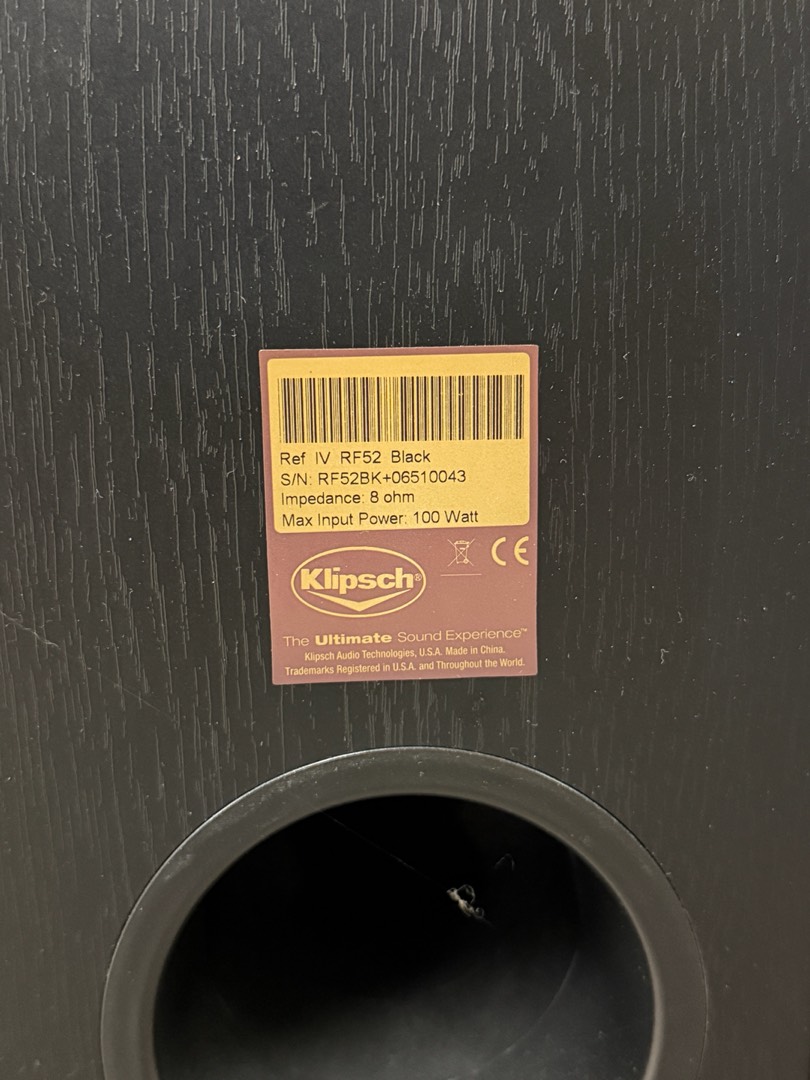 Ref IV RF52 Black
S/N: RF52BK+06510043
Impedance: 8 ohm
Max Input Power: 100 Watt
CE
Klipsch®
The Ultimate Sound Experience™
Klipsch Audio Technologies, U.S.A. Made in China.
Trademarks Registered in U.S.A. and Throughout the World.